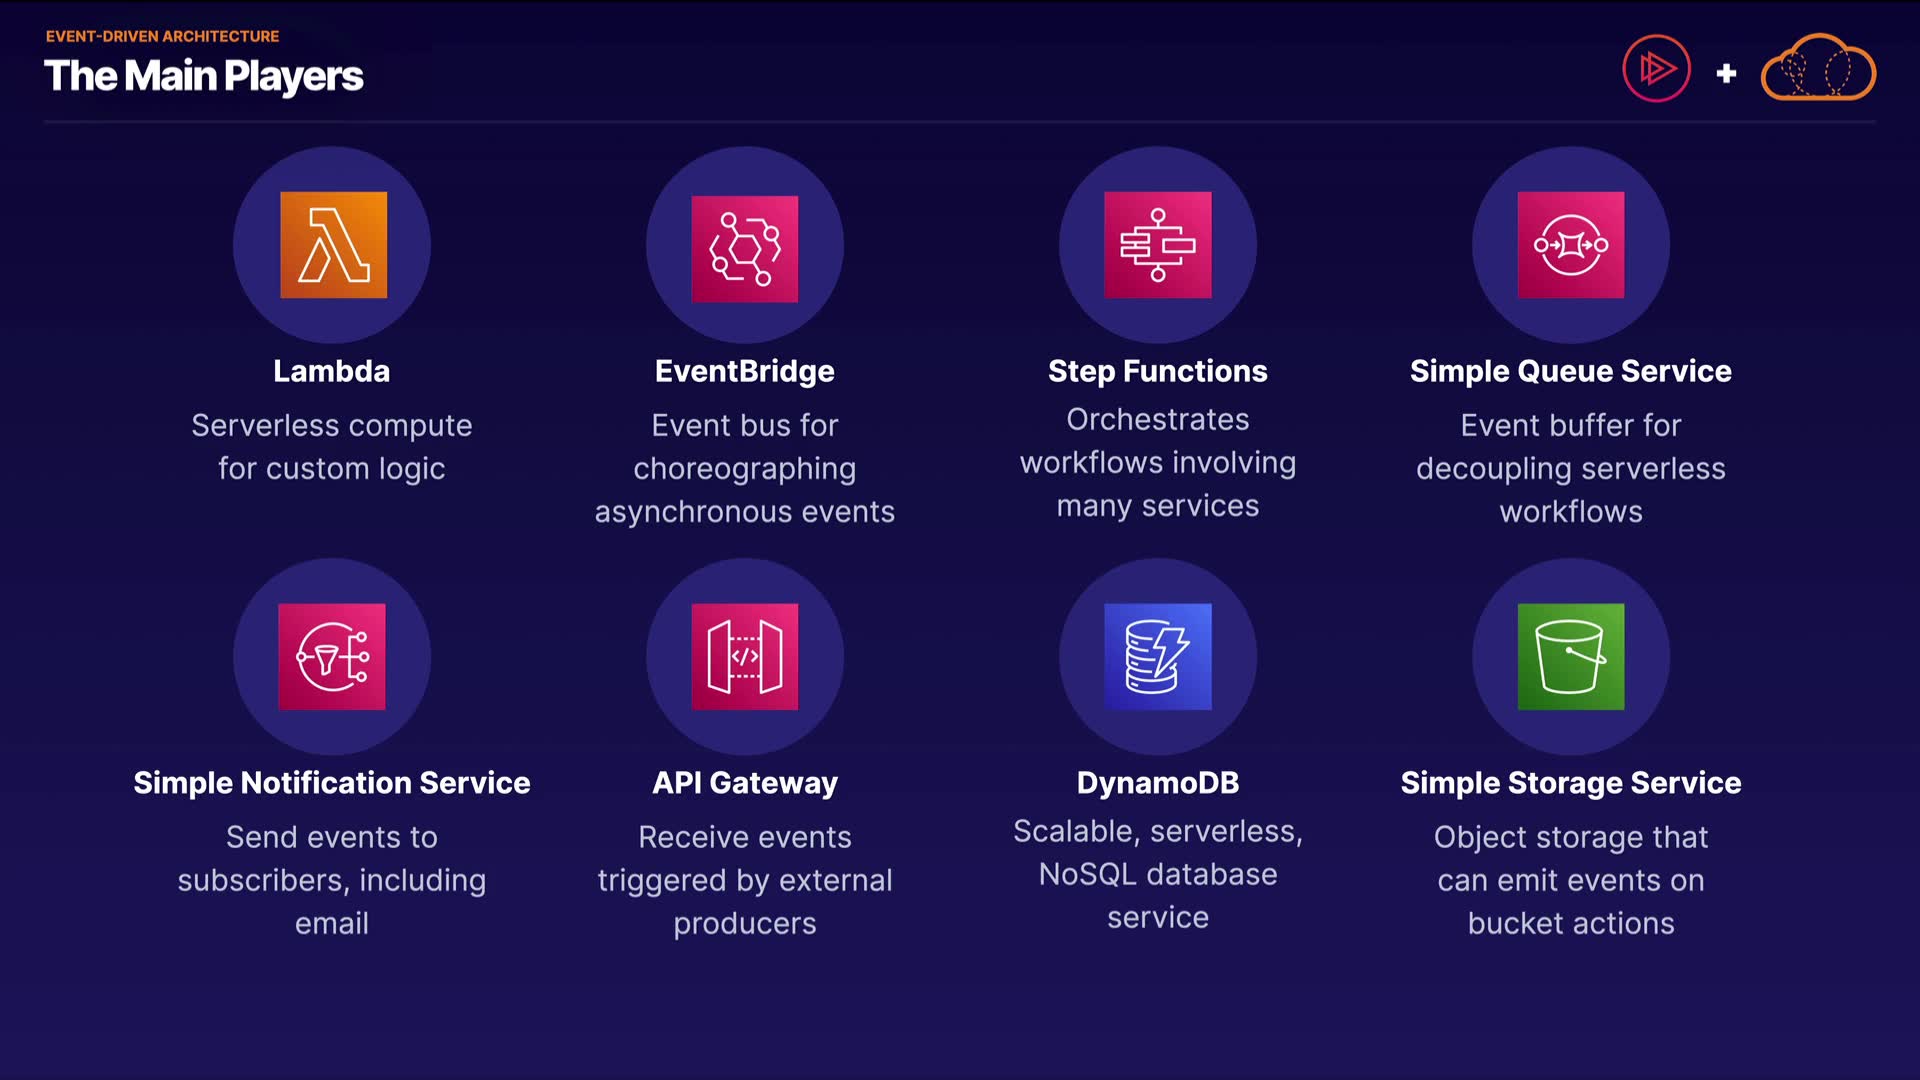 EVENT-DRIVEN ARCHITECTURE
The Main Players
Lambda
Serverless compute
for custom logic
EventBridge
Event bus for
choreographing
asynchronous events
Step Functions
Orchestrates
workflows involving
many services
Simple Queue Service
Event buffer for
decoupling serverless
workflows
Simple Notification Service
Send events to
subscribers, including
email
API Gateway
Receive events
triggered by external
producers
DynamoDB
Scalable, serverless,
NoSQL database
service
Simple Storage Service
Object storage that
can emit events on
bucket actions